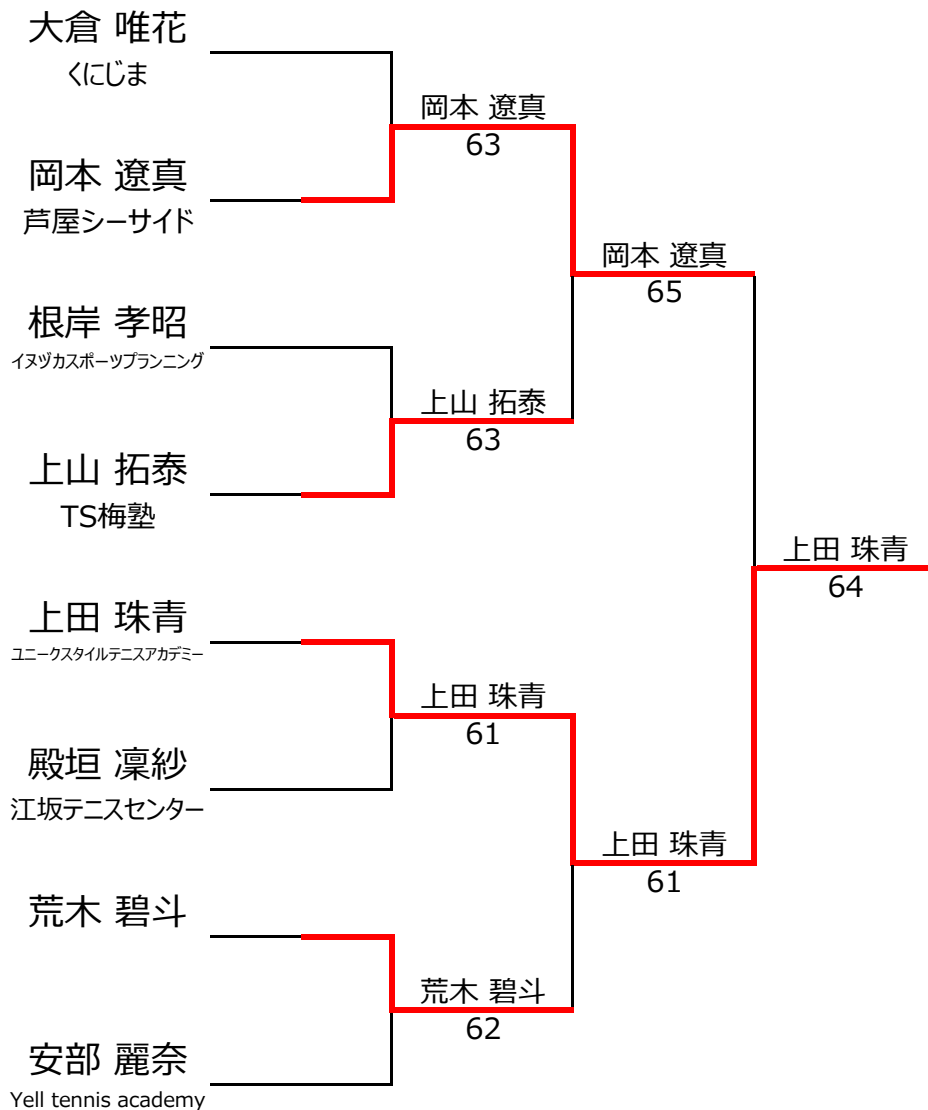 大倉 唯花
くにじま
岡本 遼真
芦屋シーサイド
根岸 孝昭
イヌヅカスポーツプランニング
上山 拓泰
TS梅塾
上田 珠青
ユニークスタイルテニスアカデミー
殿垣 凜紗
江坂テニスセンター
荒木 碧斗
安部 麗奈
Yell tennis academy
岡本 遼真
63
上山 拓泰
63
上田 珠青
61
荒木 碧斗
62
岡本 遼真
65
上田 珠青
61
上田 珠青
64